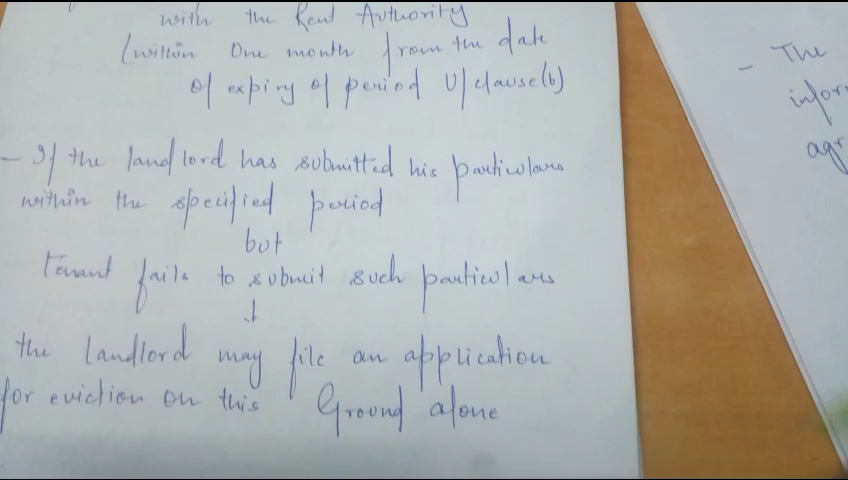 with the Rent Authority
(within One month from the date
of expiry of period U/clause(b)
- If the landlord has submitted his particulars
within the specified period
but
Tenant fails to submit such particulars
↓
the landlord may file an application
for eviction on this Ground alone
- The
infor
agr